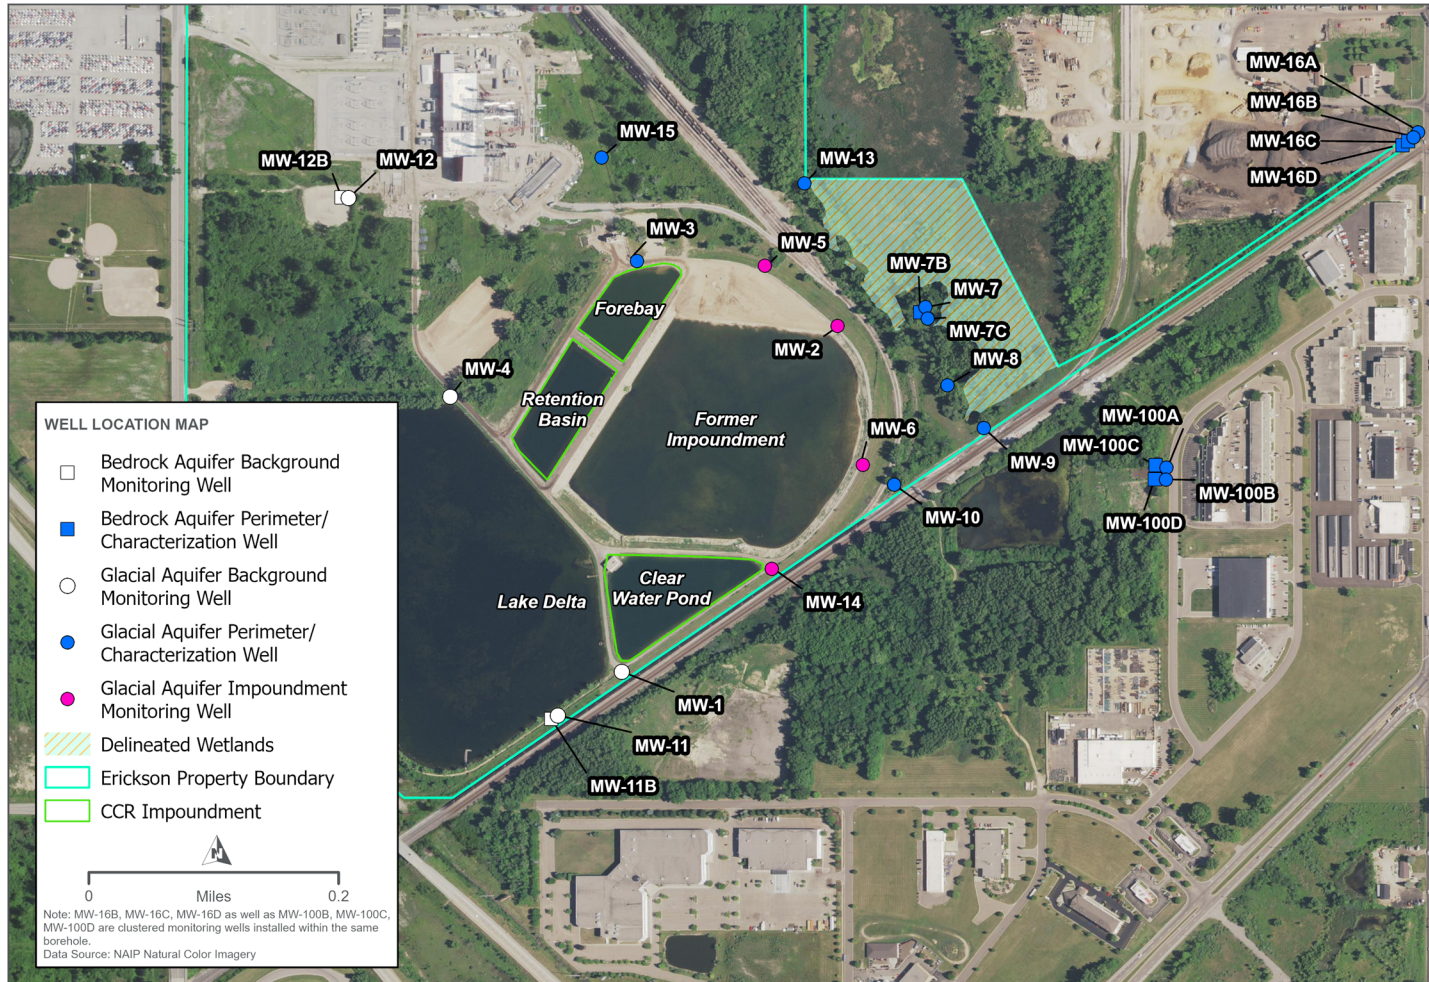 MW-16A
MW-16B
MW-15
MW-16C
MW-12B
MW-12
MW-13
MW-16D
MW-3
MW-5
MW-7B
MW-7
Forebay
MW-7C
MW-2
MW-8
MW-4
Retention
Basin
Former
Impoundment
MW-6
MW-100A
MW-100C
MW-9
MW-100B
MW-10
MW-100D
Clear
Water Pond
Lake Delta
MW-14
MW-1
MW-11
MW-11B
WELL LOCATION MAP
Bedrock Aquifer Background
Monitoring Well
Bedrock Aquifer Perimeter/
Characterization Well
Glacial Aquifer Background
Monitoring Well
Glacial Aquifer Perimeter/
Characterization Well
Glacial Aquifer Impoundment
Monitoring Well
Delineated Wetlands
Erickson Property Boundary
CCR Impoundment
N
0 Miles 0.2
Note: MW-16B, MW-16C, MW-16D as well as MW-100B, MW-100C,
MW-100D are clustered monitoring wells installed within the same
borehole.
Data Source: NAIP Natural Color Imagery